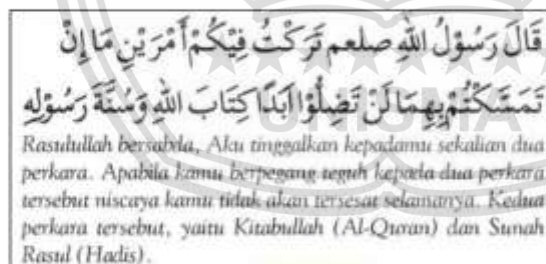 قَالَ رَسُوْلُ اللهِ صلعم تَرَكْتُ فِيْكُمْ أَمْرَيْنِ مَا إِنْ
تَمَسَّكْتُمْ بِهِمَا لَنْ تَضِلُّوْا اَبَدًا كِتَابَ اللهِ وَسُنَّةَ رَسُوْلِهِ
Rasulullah bersabda, Aku tinggalkan kepadamu sekalian dua
perkara. Apabila kamu berpegang teguh kepada dua perkara
tersebut niscaya kamu tidak akan tersesat selamanya. Kedua
perkara tersebut, yaitu Kitabullah (Al-Quran) dan Sunah
Rasul (Hadis).
UNISMA